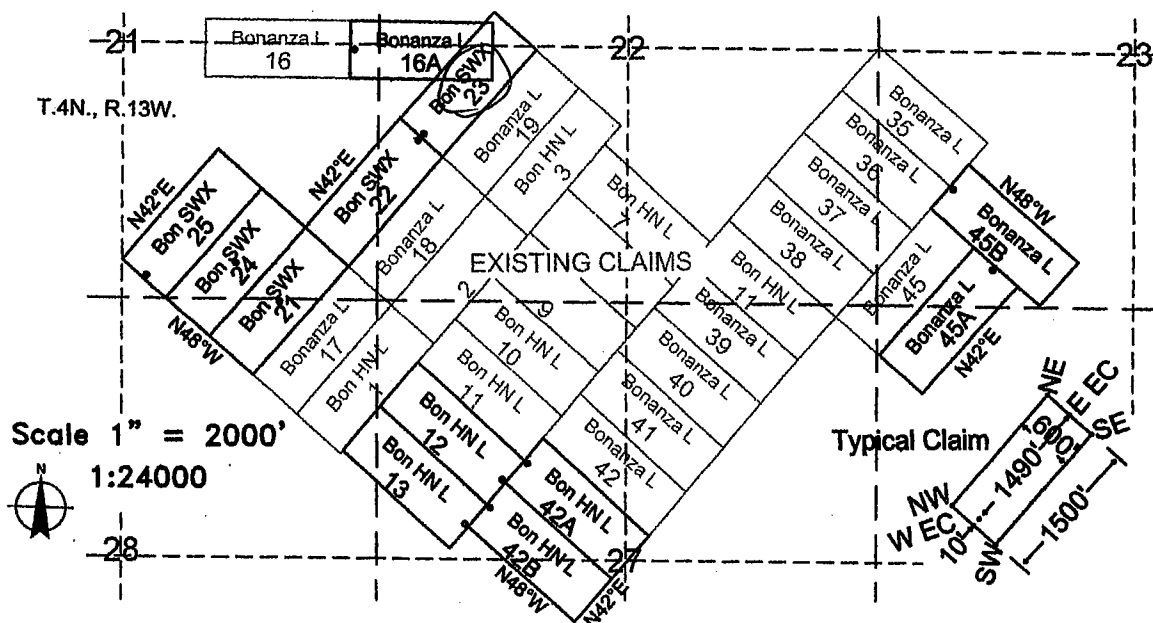 21
22
23
T.4N., R.13W.
Bonanza L
16
Bonanza L
16A
Bon SWX
23
Bonanza L
19
Bon HN L
3
Bon HN L
7
Bonanza L
35
Bonanza L
36
Bonanza L
37
Bonanza L
38
Bon HN L
11
Bonanza L
45
N48°W
Bonanza L
45B
Bonanza L
45A
N42°E
N42°E
Bon SWX
25
Bon SWX
24
Bon SWX
21
N48°W
N42°E
Bon SWX
22
Bonanza L
18
Bonanza L
17
Bon HN L
1
EXISTING CLAIMS
2
9
Bon HN L
10
Bon HN L
11
Bon HN L
12
Bon HN L
13
Bonanza L
39
Bonanza L
40
Bonanza L
41
Bonanza L
42
Bon HN L
42A
Bon HN L
42B
N48°W
N42°E
28
27
Scale 1" = 2000'
1:24000
N
Typical Claim
NE
E EC
SE
600'
1490'
1500'
NW
W EC
10'
SW